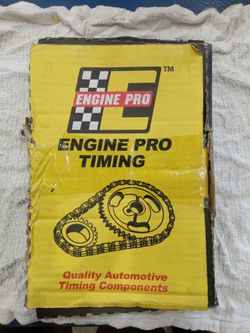 TM
ENGINE PRO
ENGINE PRO
TIMING
Quality Automotive
Timing Components